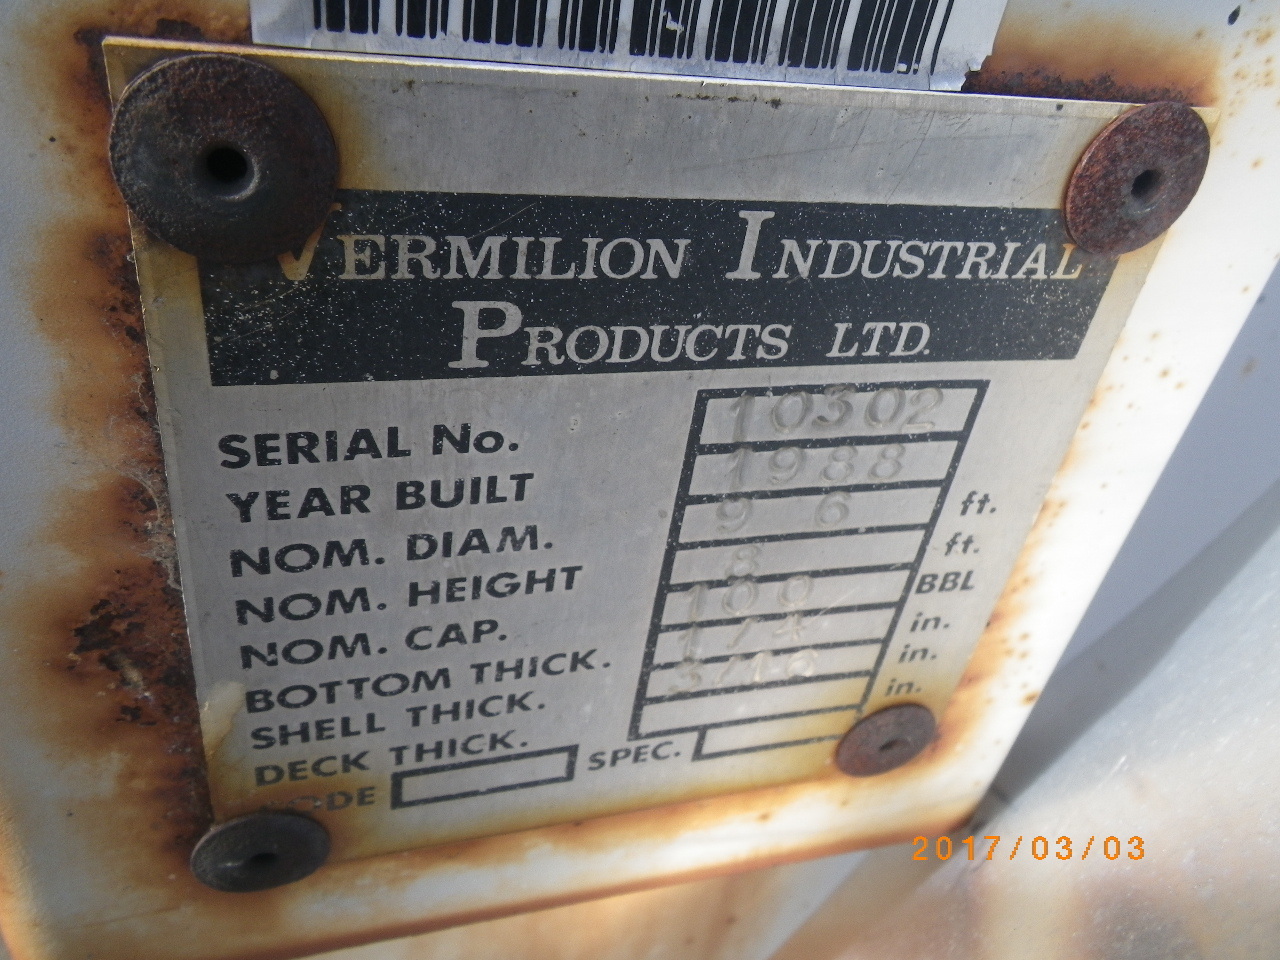 VERMILION INDUSTRIAL
PRODUCTS LTD.
SERIAL No. 10302
YEAR BUILT 1988
NOM. DIAM. 9 6 ft.
NOM. HEIGHT 8 ft.
NOM. CAP. 100 BBL
BOTTOM THICK. 1/4 in.
SHELL THICK. 3/16 in.
DECK THICK. in.
CODE SPEC.
2017/03/03